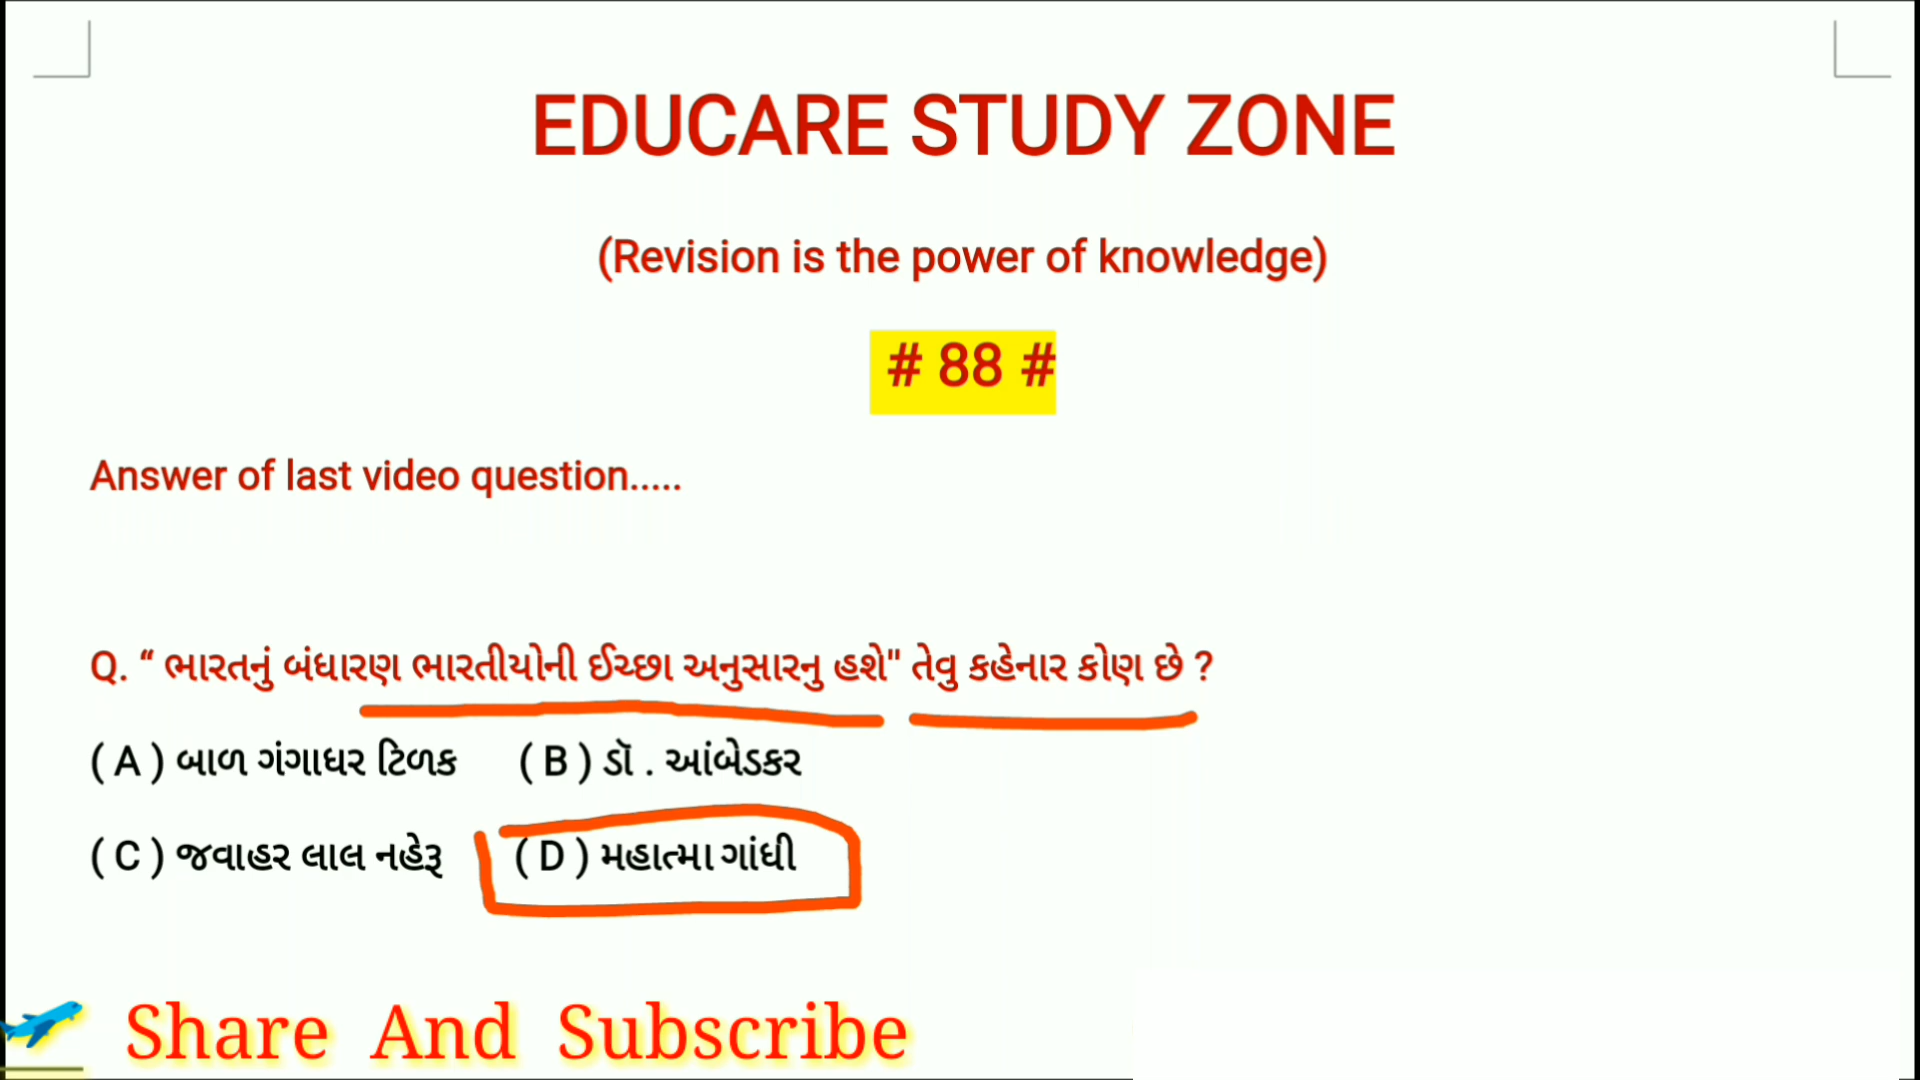 EDUCARE STUDY ZONE
(Revision is the power of knowledge)
# 88 #
Answer of last video question.....
Q. “ ભારતનું બંધારણ ભારતીયોની ઈચ્છા અનુસારનુ હશે" તેવુ કહેનાર કોણ છે ?
( A ) બાળ ગંગાધર ટિળક ( B ) ડૉ . આંબેડકર
( C ) જવાહર લાલ નહેરૂ ( D ) મહાત્મા ગાંધી
Share And Subscribe